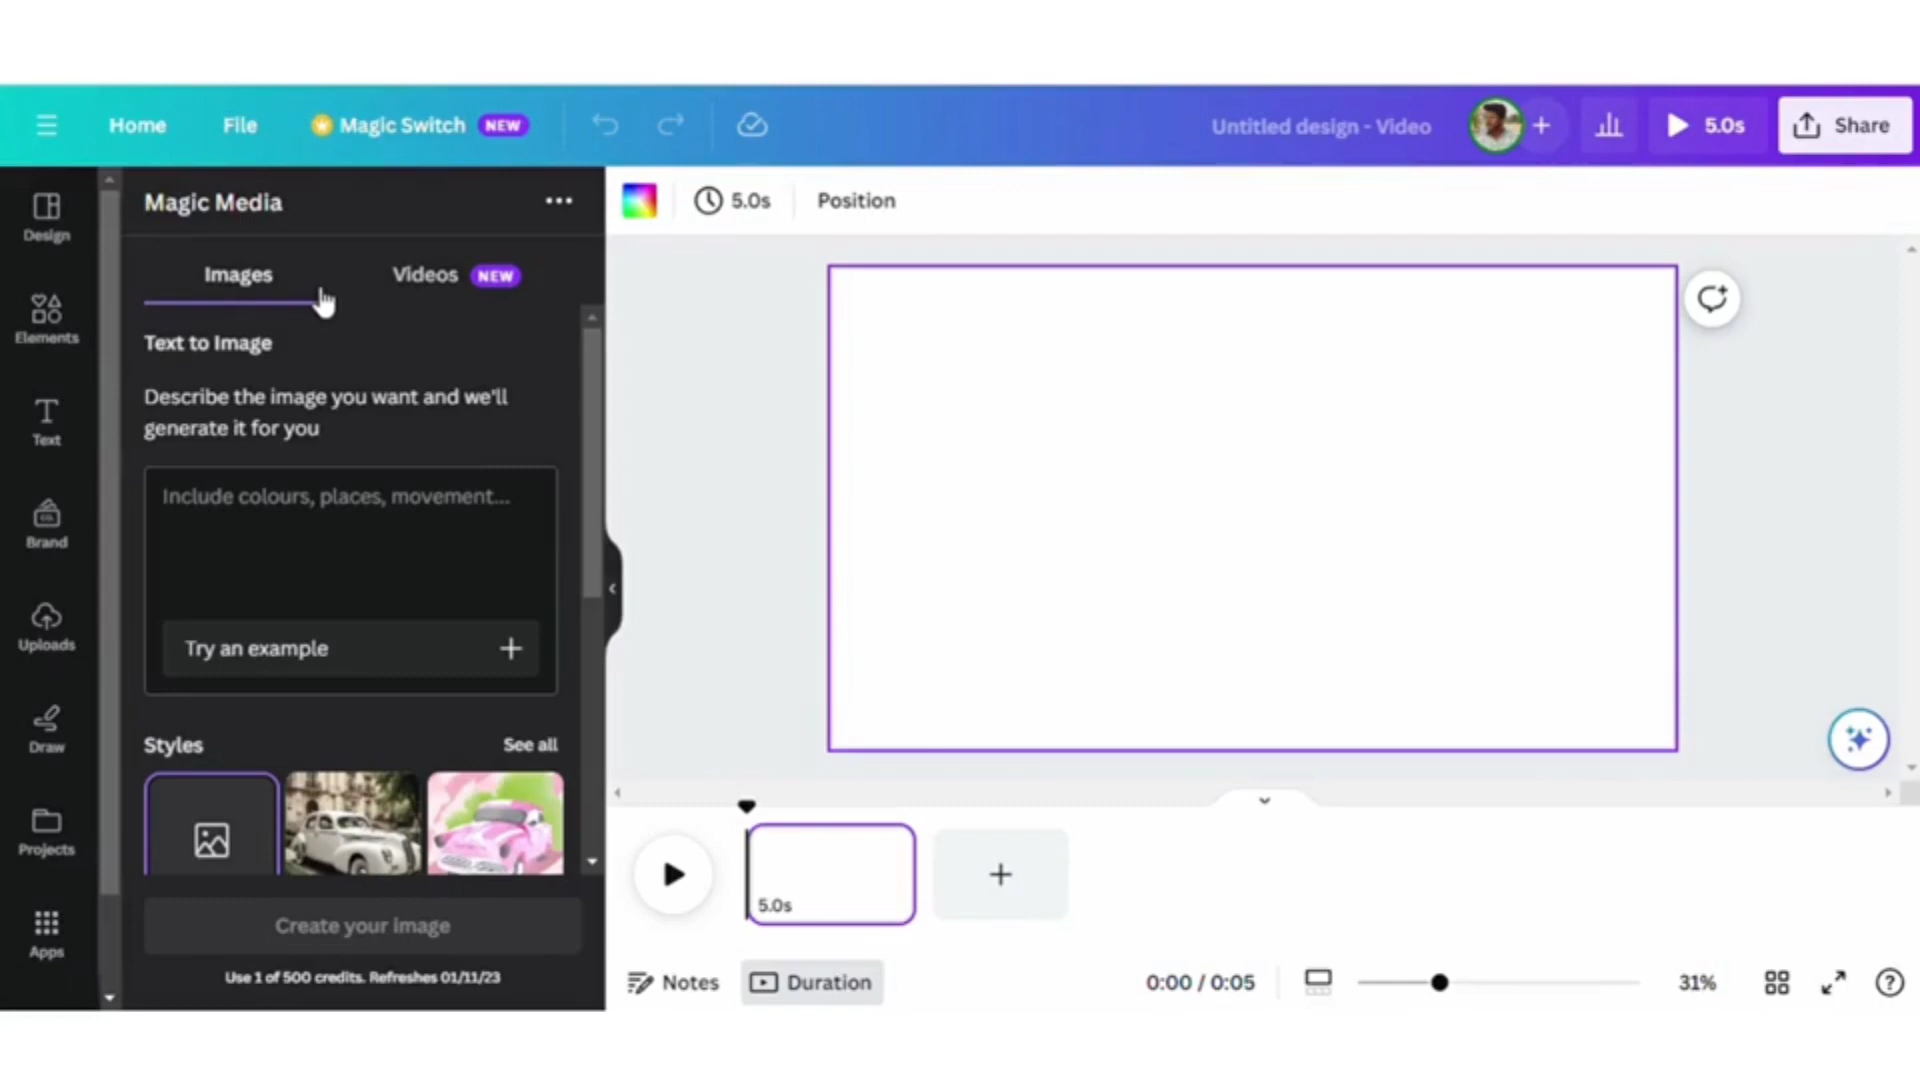 Home File Magic Switch NEW Untitled design - Video + 5.0s Share
Design
Elements
Text
Brand
Uploads
Draw
Projects
Apps
Magic Media
Images Videos NEW
Text to Image
Describe the image you want and we'll
generate it for you
Include colours, places, movement...
Try an example +
Styles See all
Create your image
Use 1 of 500 credits. Refreshes 01/11/23
5.0s Position
5.0s
+
Notes Duration 0:00 / 0:05 31% ?